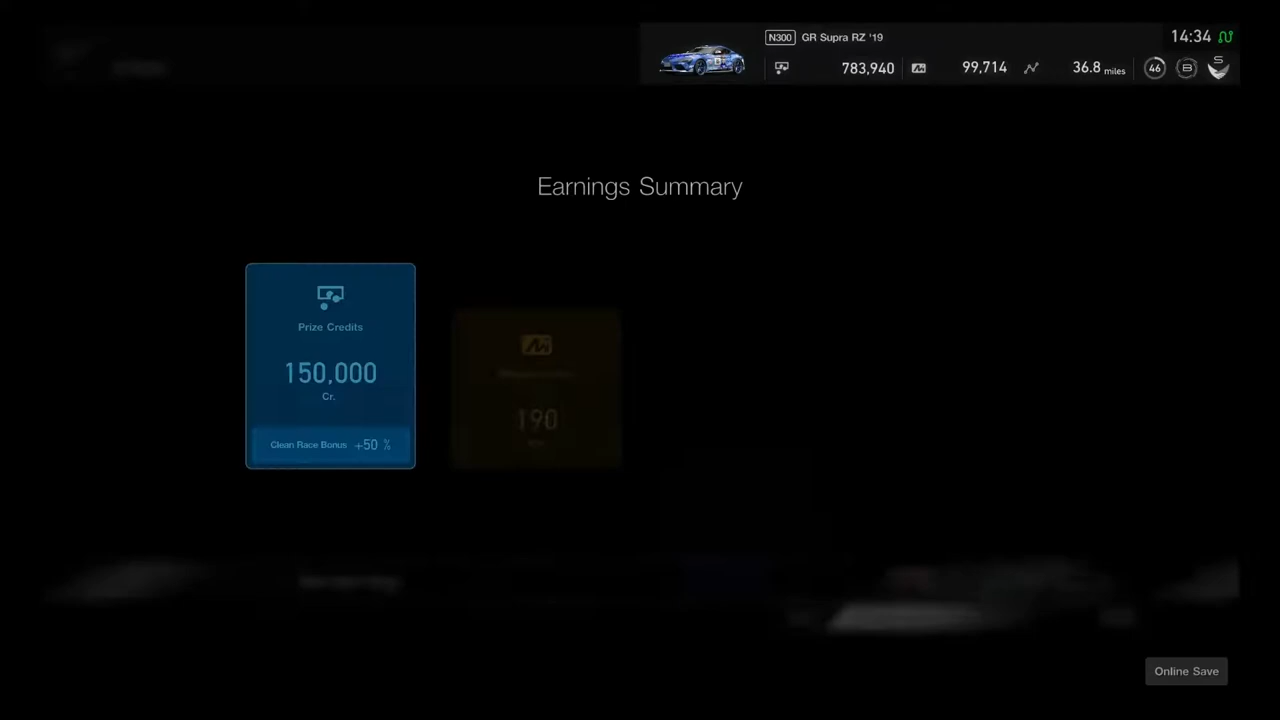 N300 GR Supra RZ '19
14:34
783,940
99,714
36.8 miles
46
B
S
Earnings Summary
Prize Credits
150,000
Cr.
Clean Race Bonus +50 %
190
Online Save